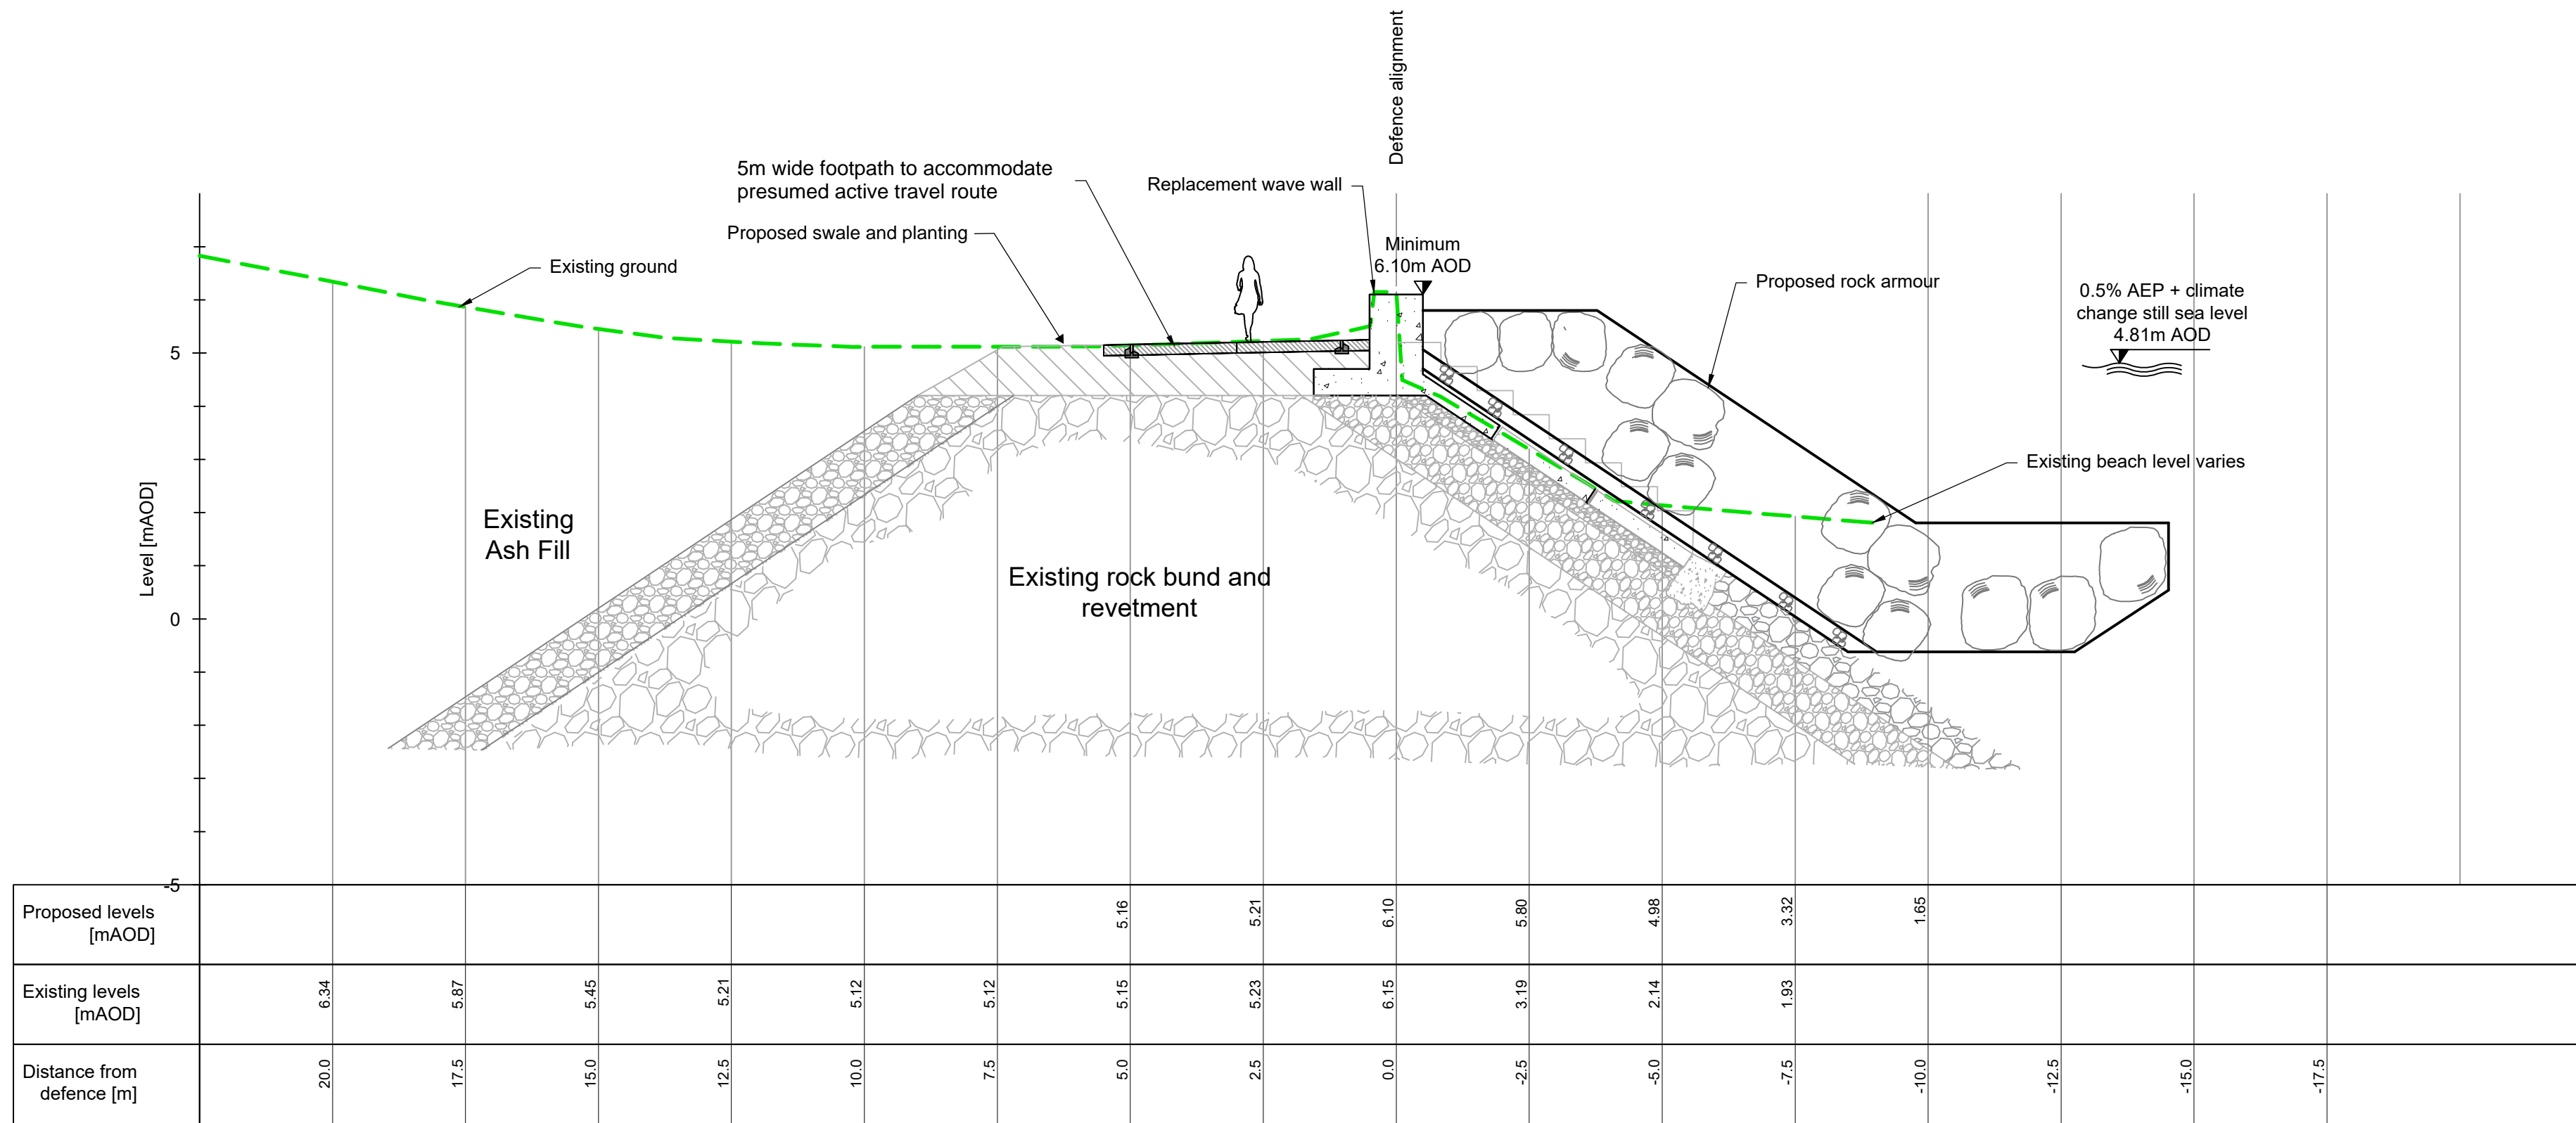 Defence alignment
5m wide footpath to accommodate
presumed active travel route
Replacement wave wall
Proposed swale and planting
Minimum
6.10m AOD
Existing ground
Proposed rock armour
0.5% AEP + climate
change still sea level
4.81m AOD
5
Existing beach level varies
Level [mAOD]
Existing
Ash Fill
Existing rock bund and
revetment
0
-5
Proposed levels
[mAOD]
5.16 5.21 6.10 5.80 4.98 3.32 1.65
Existing levels
[mAOD]
6.34 5.87 5.45 5.21 5.12 5.12 5.15 5.23 6.15 3.19 2.14 1.93
Distance from
defence [m]
20.0 17.5 15.0 12.5 10.0 7.5 5.0 2.5 0.0 -2.5 -5.0 -7.5 -10.0 -12.5 -15.0 -17.5